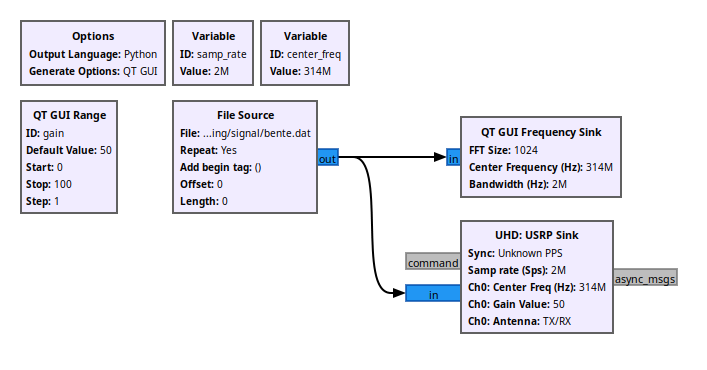 Options
Output Language: Python
Generate Options: QT GUI
Variable
ID: samp_rate
Value: 2M
Variable
ID: center_freq
Value: 314M
QT GUI Range
ID: gain
Default Value: 50
Start: 0
Stop: 100
Step: 1
File Source
File: ...ing/signal/bente.dat
Repeat: Yes
Add begin tag: ()
Offset: 0
Length: 0
out
in
QT GUI Frequency Sink
FFT Size: 1024
Center Frequency (Hz): 314M
Bandwidth (Hz): 2M
command
in
UHD: USRP Sink
Sync: Unknown PPS
Samp rate (Sps): 2M
Ch0: Center Freq (Hz): 314M
Ch0: Gain Value: 50
Ch0: Antenna: TX/RX
async_msgs